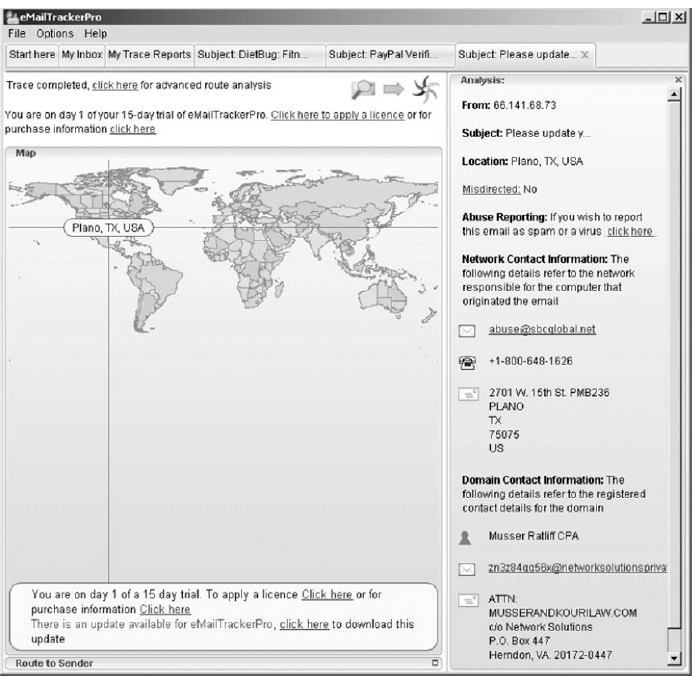 eMailTrackerPro
File Options Help
Start here My Inbox My Trace Reports Subject: DietBug: Fitn... Subject: PayPal Verifi... Subject: Please update...
Trace completed, click here for advanced route analysis
You are on day 1 of your 15-day trial of eMailTrackerPro. Click here to apply a licence or for
purchase information click here
Map
Plano, TX, USA
You are on day 1 of a 15 day trial. To apply a licence Click here or for
purchase information Click here
There is an update available for eMailTrackerPro, click here to download this
update
Route to Sender
Analysis:
From: 66.141.68.73
Subject: Please update y...
Location: Plano, TX, USA
Misdirected: No
Abuse Reporting: If you wish to report
this email as spam or a virus click here
Network Contact Information: The
following details refer to the network
responsible for the computer that
originated the email
abuse@sbcglobal.net
+1-800-648-1626
2701 W. 15th St. PMB236
PLANO
TX
75075
US
Domain Contact Information: The
following details refer to the registered
contact details for the domain
Musser Ratliff CPA
zn3z84qq56x@networksolutionspriva
ATTN:
MUSSERANDKOURILAW.COM
c/o Network Solutions
P.O. Box 447
Herndon, VA. 20172-0447